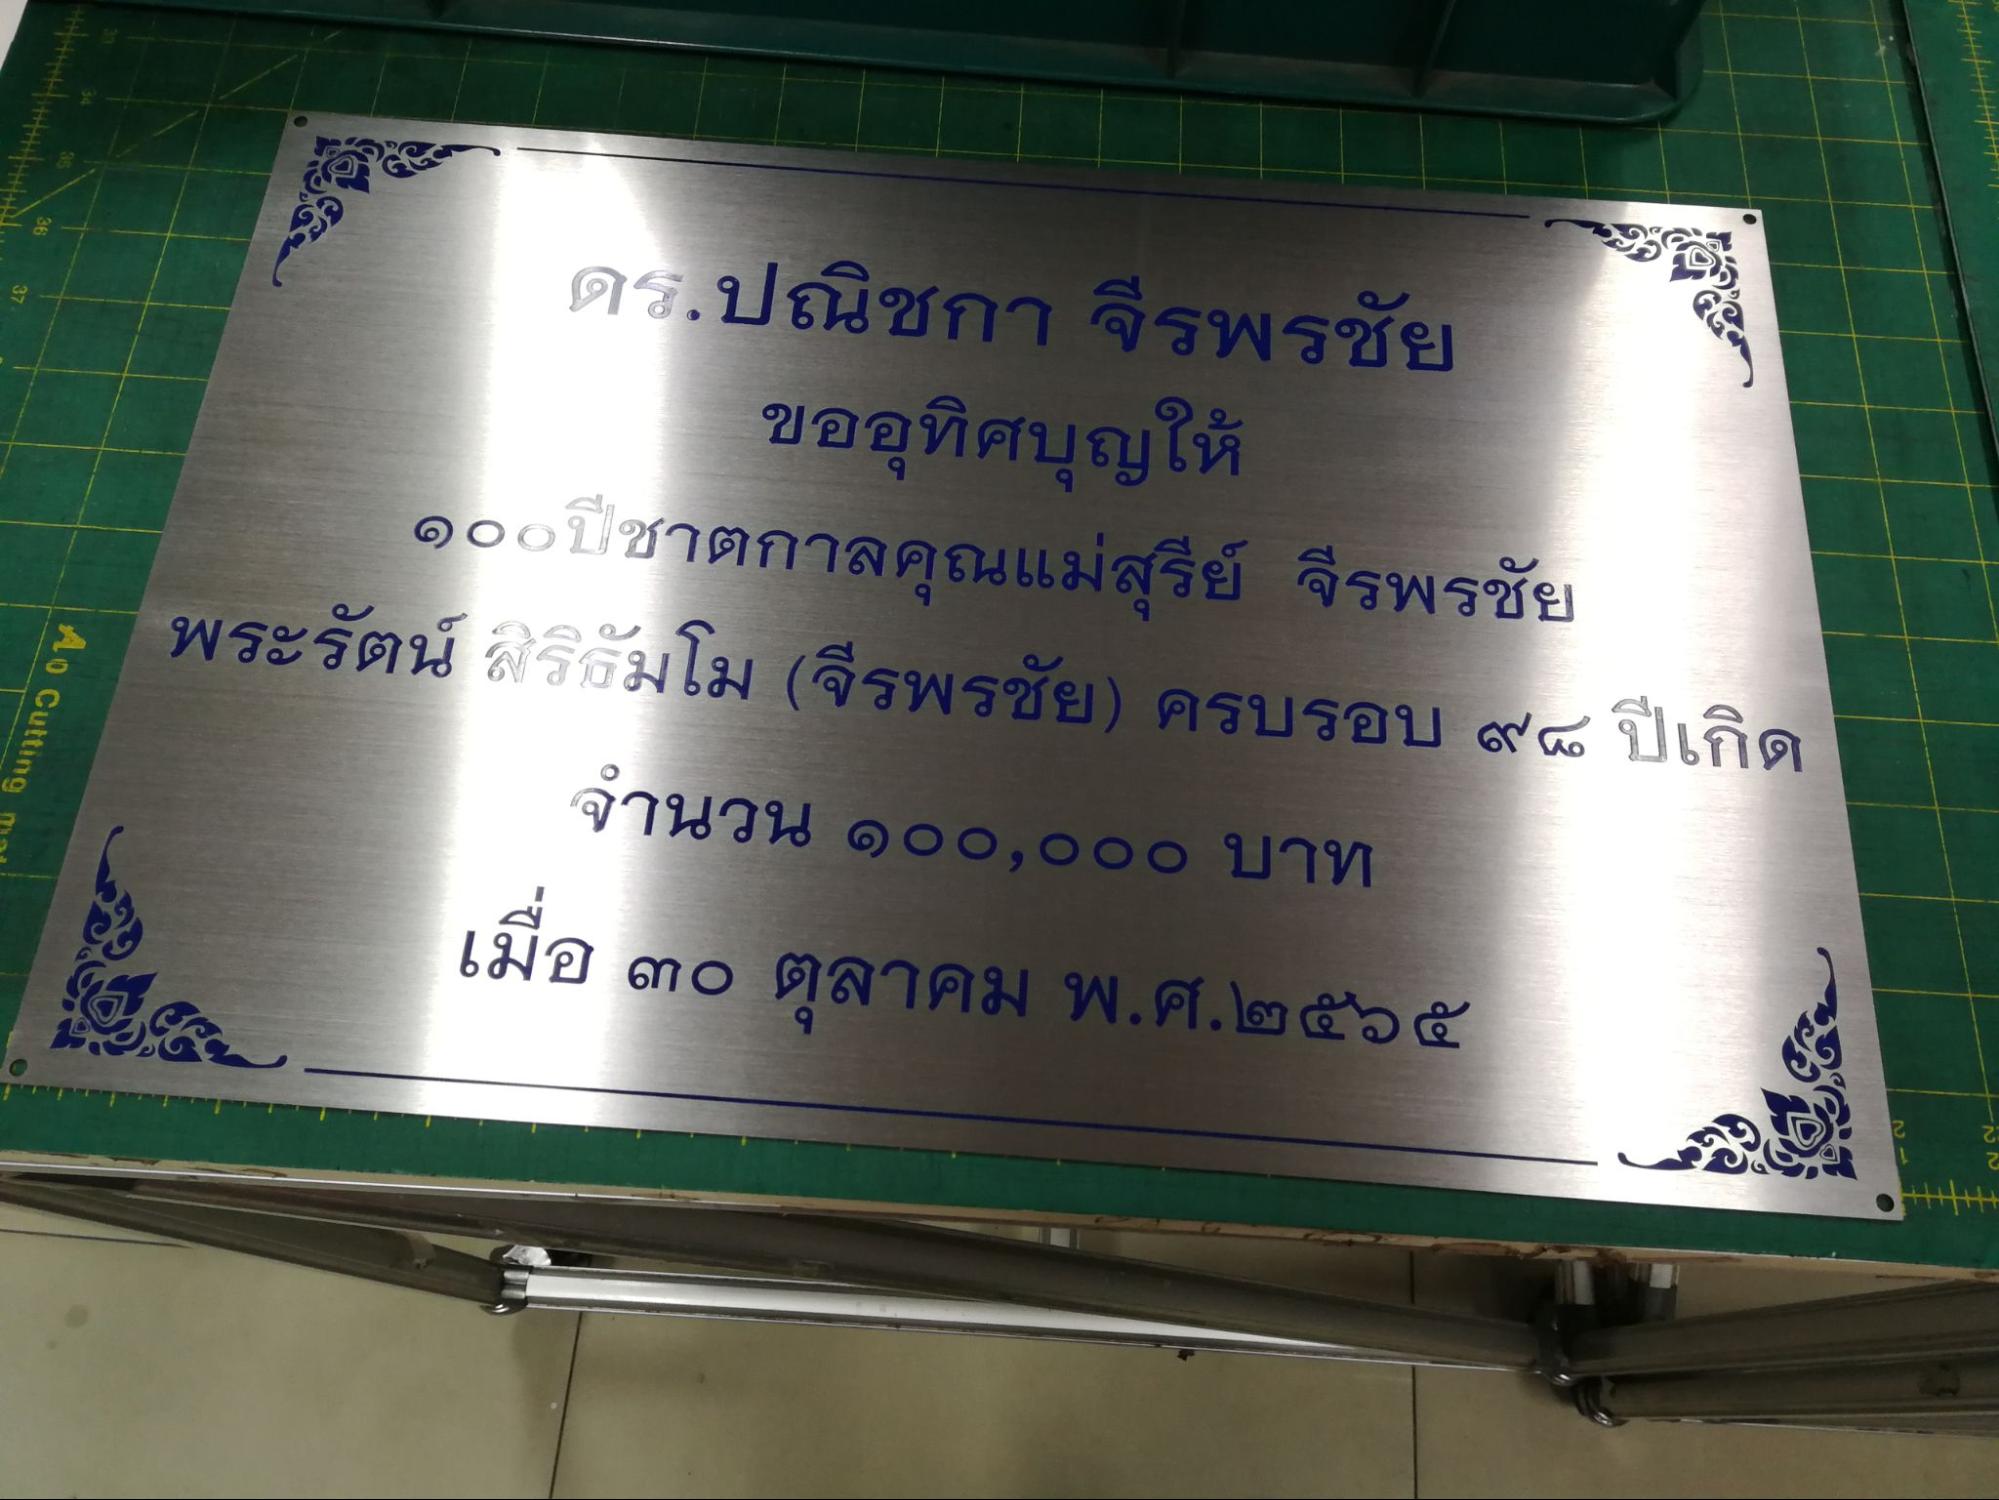 ดร.ปณิชกา จีรพรชัย
ขออุทิศบุญให้
๑๐๐ปีชาตกาลคุณแม่สุรีย์ จีรพรชัย
พระรัตน์ สิริธัมโม (จีรพรชัย) ครบรอบ ๙๘ ปีเกิด
จำนวน ๑๐๐,๐๐๐ บาท
เมื่อ ๓๐ ตุลาคม พ.ศ.๒๕๖๕
A0 Cutting